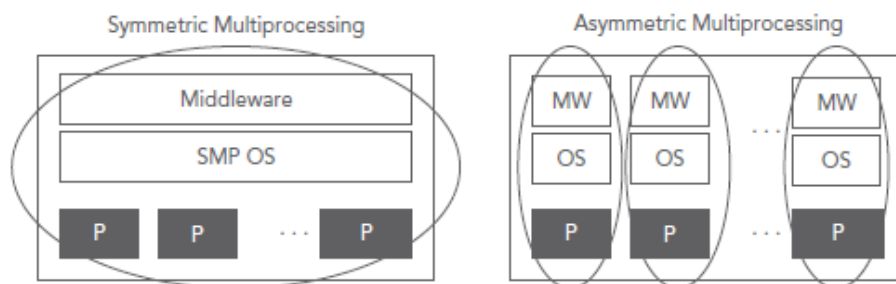 Symmetric Multiprocessing
Middleware
SMP OS
P P ... P
Asymmetric Multiprocessing
MW MW ... MW
OS OS OS
P P ... P